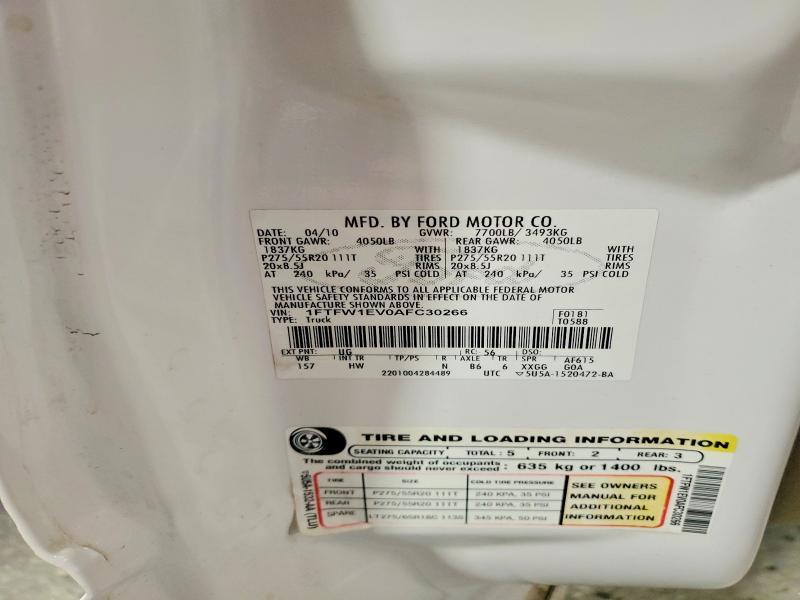 MFD. BY FORD MOTOR CO.
DATE: 04/10 GVWR: 7700LB/ 3493KG
FRONT GAWR: 4050LB REAR GAWR: 4050LB
1837KG WITH 1837KG WITH
P275/55R20 111T TIRES P275/55R20 111T TIRES
20x8.5J RIMS 20x8.5J RIMS
AT 240 kPa/ 35 PSI COLD AT 240 kPa/ 35 PSI COLD
THIS VEHICLE CONFORMS TO ALL APPLICABLE FEDERAL MOTOR
VEHICLE SAFETY STANDARDS IN EFFECT ON THE DATE OF
MANUFACTURE SHOWN ABOVE.
VIN: 1FTFW1EV0AFC30266 F0181
TYPE: Truck T0588
EXT PNT: UG RC: 56 DSO:
WB INT TR TP/PS R AXLE TR SPR AF615
157 HW N B6 6 XXGG GOA
2201004284489 UTC 5U5A-1520472-BA
TIRE AND LOADING INFORMATION
SEATING CAPACITY TOTAL: 5 FRONT: 2 REAR: 3
The combined weight of occupants
and cargo should never exceed: 635 kg or 1400 lbs.
TIRE SIZE COLD TIRE PRESSURE
FRONT P275/55R20 111T 240 KPA, 35 PSI
REAR P275/55R20 111T 240 KPA, 35 PSI
SPARE LT275/65R18C 113S 345 KPA, 50 PSI
SEE OWNERS
MANUAL FOR
ADDITIONAL
INFORMATION
1FTFW1EV0AFC30266